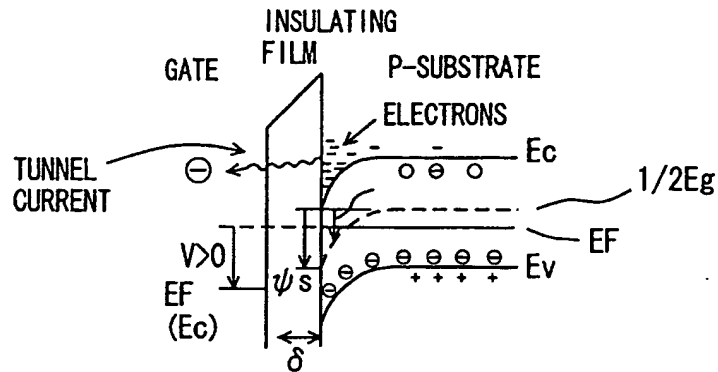 INSULATING
FILM
GATE
P-SUBSTRATE
ELECTRONS
Ec
TUNNEL
CURRENT
1/2Eg
EF
V>0
ψs
Ev
EF
(Ec)
δ